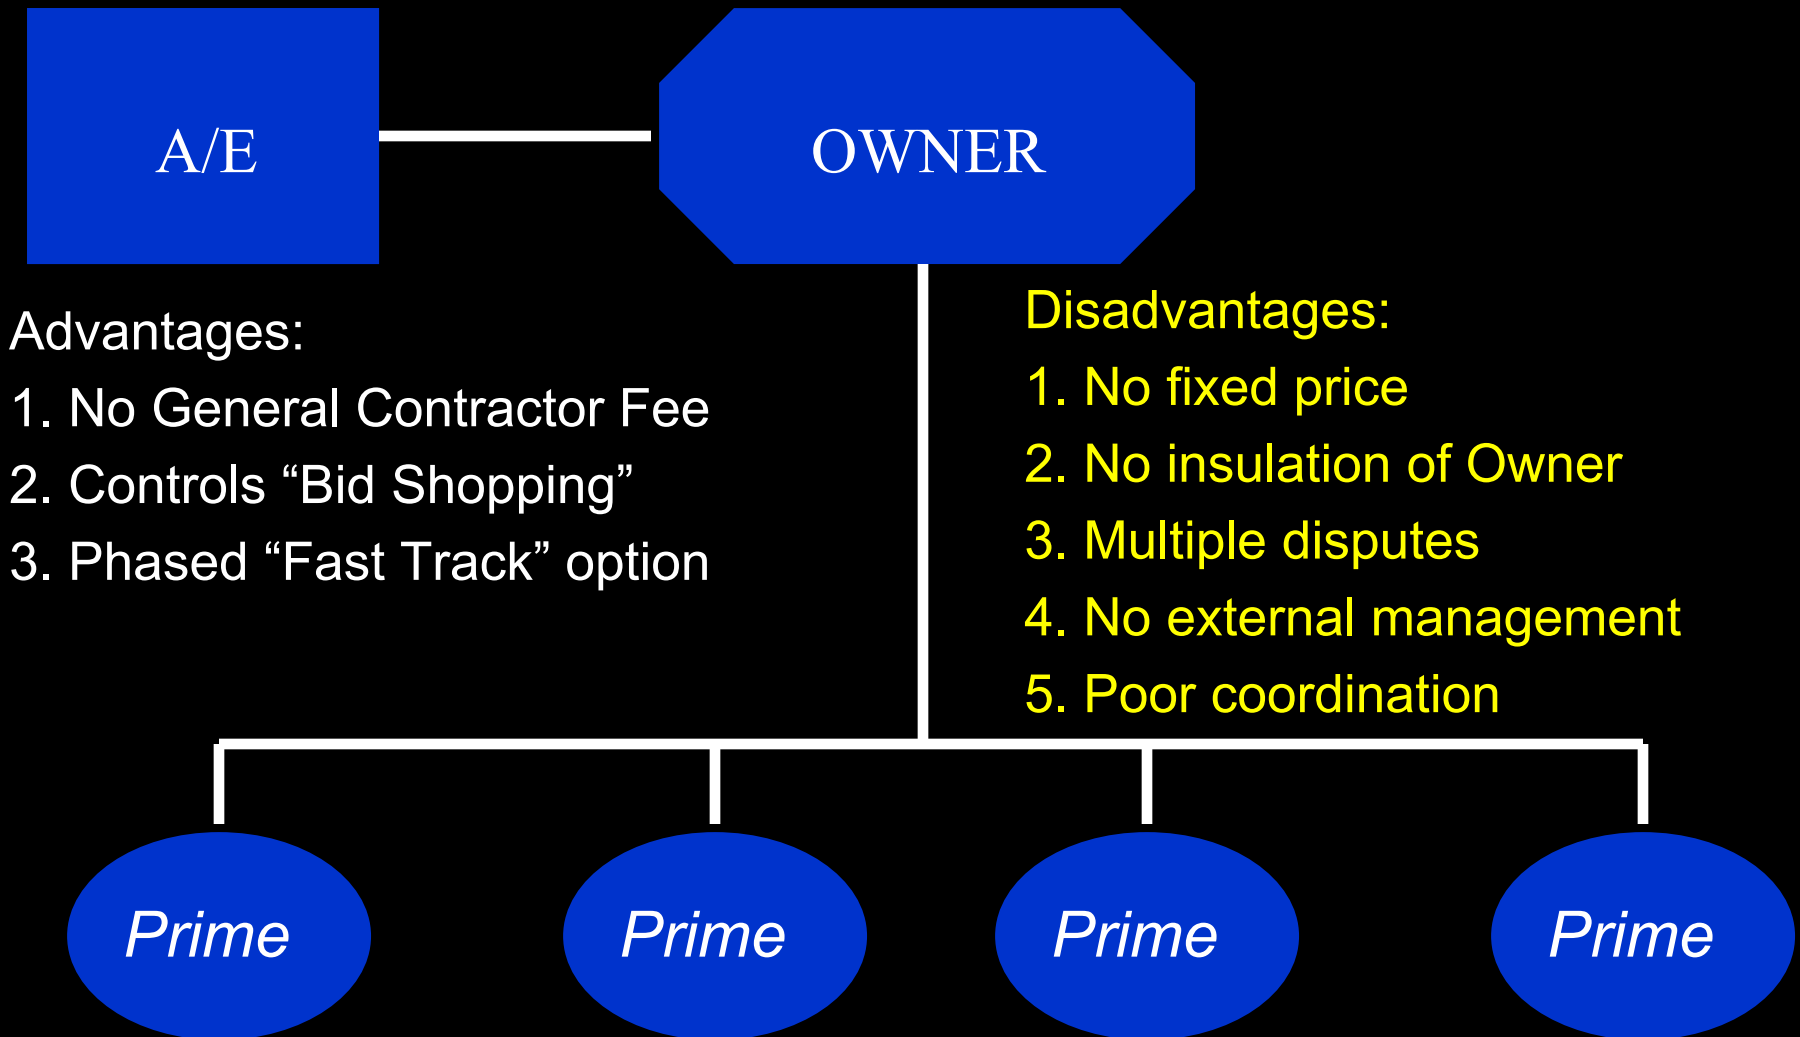 A/E
OWNER
Advantages:
1. No General Contractor Fee
2. Controls “Bid Shopping”
3. Phased “Fast Track” option
Disadvantages:
1. No fixed price
2. No insulation of Owner
3. Multiple disputes
4. No external management
5. Poor coordination
Prime
Prime
Prime
Prime